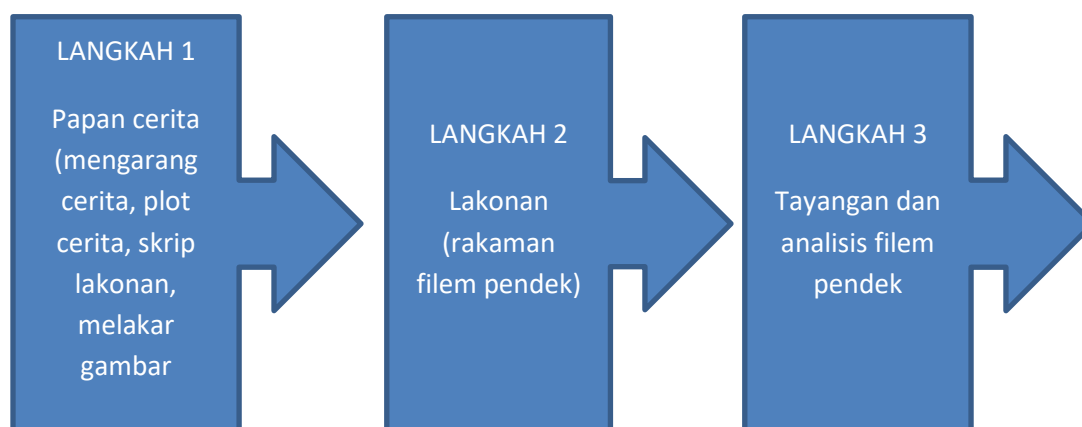 LANGKAH 1
Papan cerita
(mengarang
cerita, plot
cerita, skrip
lakonan,
melakar
gambar
LANGKAH 2
Lakonan
(rakaman
filem pendek)
LANGKAH 3
Tayangan dan
analisis filem
pendek